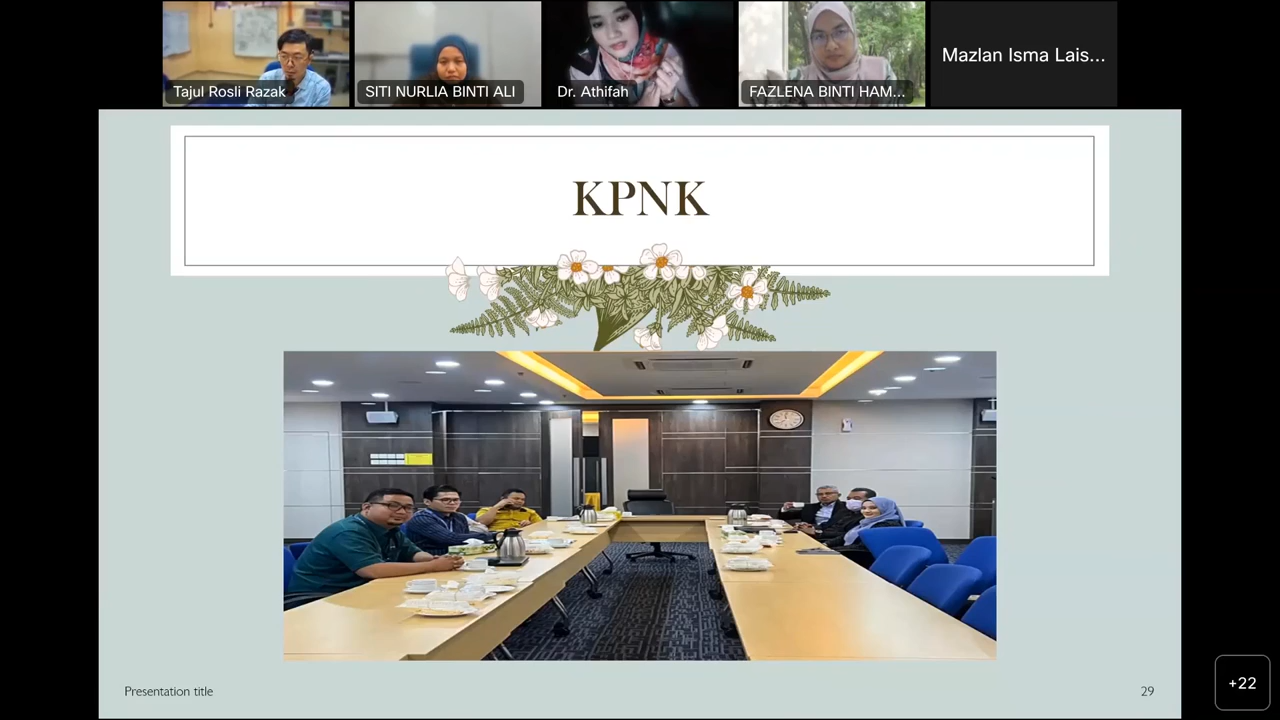 Tajul Rosli Razak
SITI NURLIA BINTI ALI
Dr. Athifah
FAZLENA BINTI HAM...
Mazlan Isma Lais...
KPNK
Presentation title
29
+22